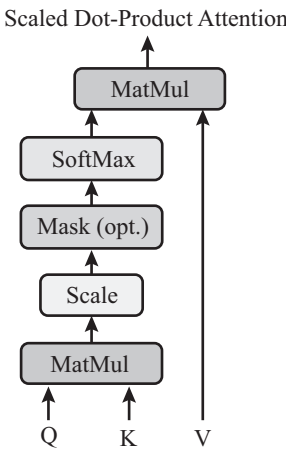 Scaled Dot-Product Attention
MatMul
SoftMax
Mask (opt.)
Scale
MatMul
Q K V